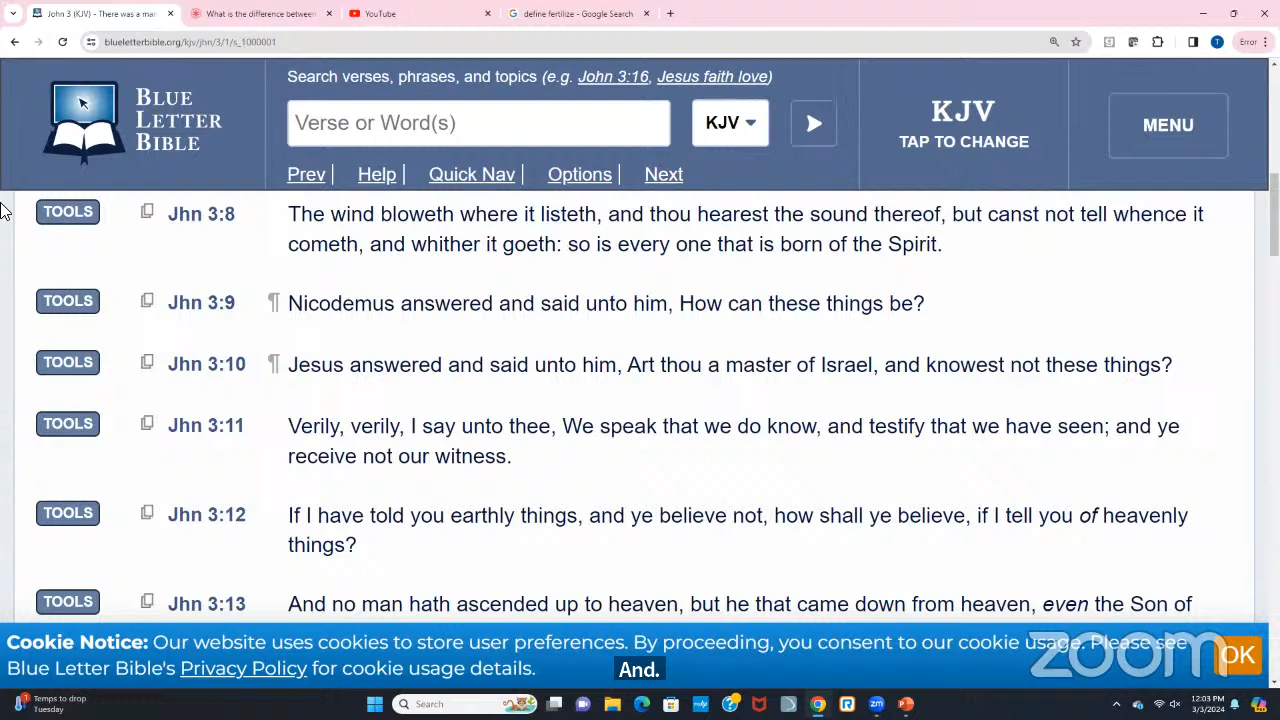 John 3 (KJV) - There was a mar
What is the difference between
YouTube
define fertilize - Google Search
blueletterbible.org/kjv/jhn/3/1/s_1000001
Error
Search verses, phrases, and topics (e.g. John 3:16, Jesus faith love)
BLUE
LETTER
BIBLE
Verse or Word(s)
KJV
KJV
TAP TO CHANGE
MENU
Prev | Help | Quick Nav | Options | Next
TOOLS Jhn 3:8 The wind bloweth where it listeth, and thou hearest the sound thereof, but canst not tell whence it
cometh, and whither it goeth: so is every one that is born of the Spirit.
TOOLS Jhn 3:9 ¶ Nicodemus answered and said unto him, How can these things be?
TOOLS Jhn 3:10 ¶ Jesus answered and said unto him, Art thou a master of Israel, and knowest not these things?
TOOLS Jhn 3:11 Verily, verily, I say unto thee, We speak that we do know, and testify that we have seen; and ye
receive not our witness.
TOOLS Jhn 3:12 If I have told you earthly things, and ye believe not, how shall ye believe, if I tell you of heavenly
things?
TOOLS Jhn 3:13 And no man hath ascended up to heaven, but he that came down from heaven, even the Son of
Cookie Notice: Our website uses cookies to store user preferences. By proceeding, you consent to our cookie usage. Please see
Blue Letter Bible's Privacy Policy for cookie usage details.
OK
zoom
And.
Temps to drop
Tuesday
Search
12:03 PM
3/3/2024